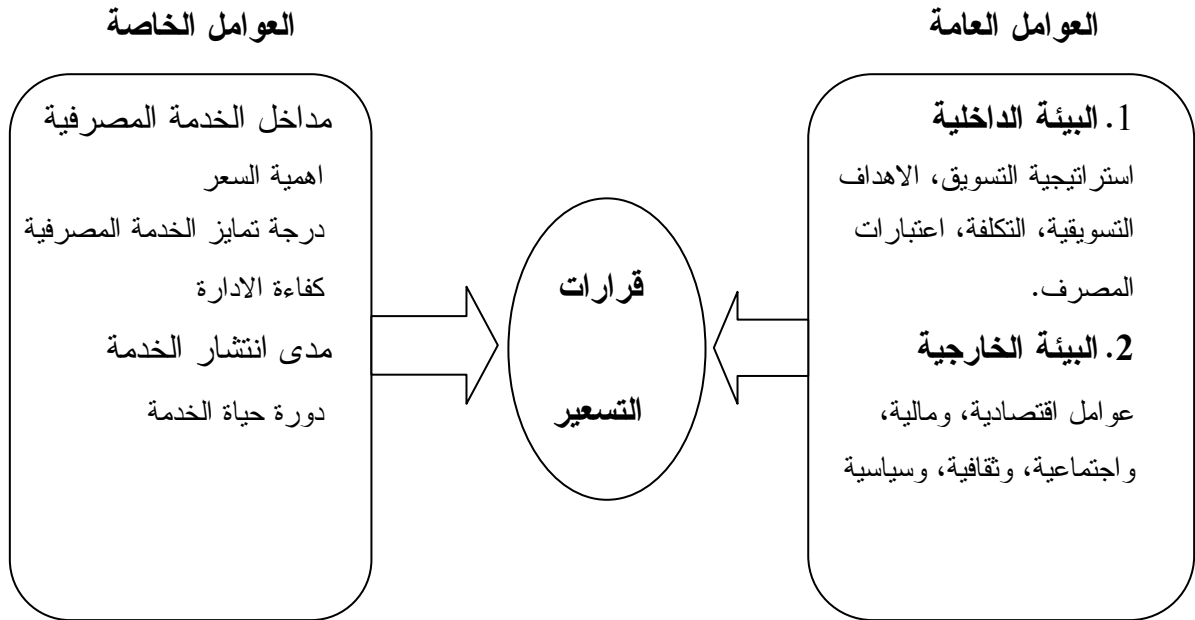 العوامل العامة
1. البيئة الداخلية
استراتيجية التسويق، الاهداف
التسويقية، التكلفة، اعتبارات
المصرف.
2. البيئة الخارجية
عوامل اقتصادية، ومالية،
واجتماعية، وثقافية، وسياسية
قرارات
التسعير
العوامل الخاصة
مداخل الخدمة المصرفية
اهمية السعر
درجة تمايز الخدمة المصرفية
كفاءة الادارة
مدى انتشار الخدمة
دورة حياة الخدمة